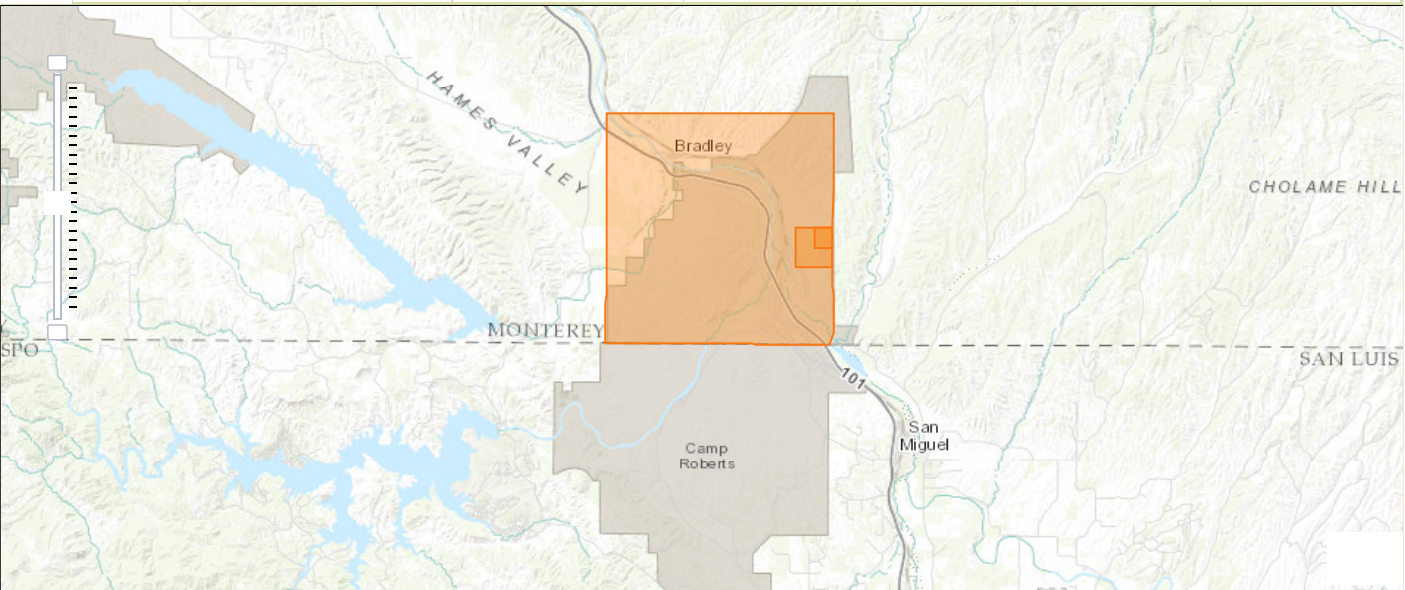 HAMES VALLEY
Bradley
CHOLAME HILL
MONTEREY
SPO
SAN LUIS
101
San
Miguel
Camp
Roberts